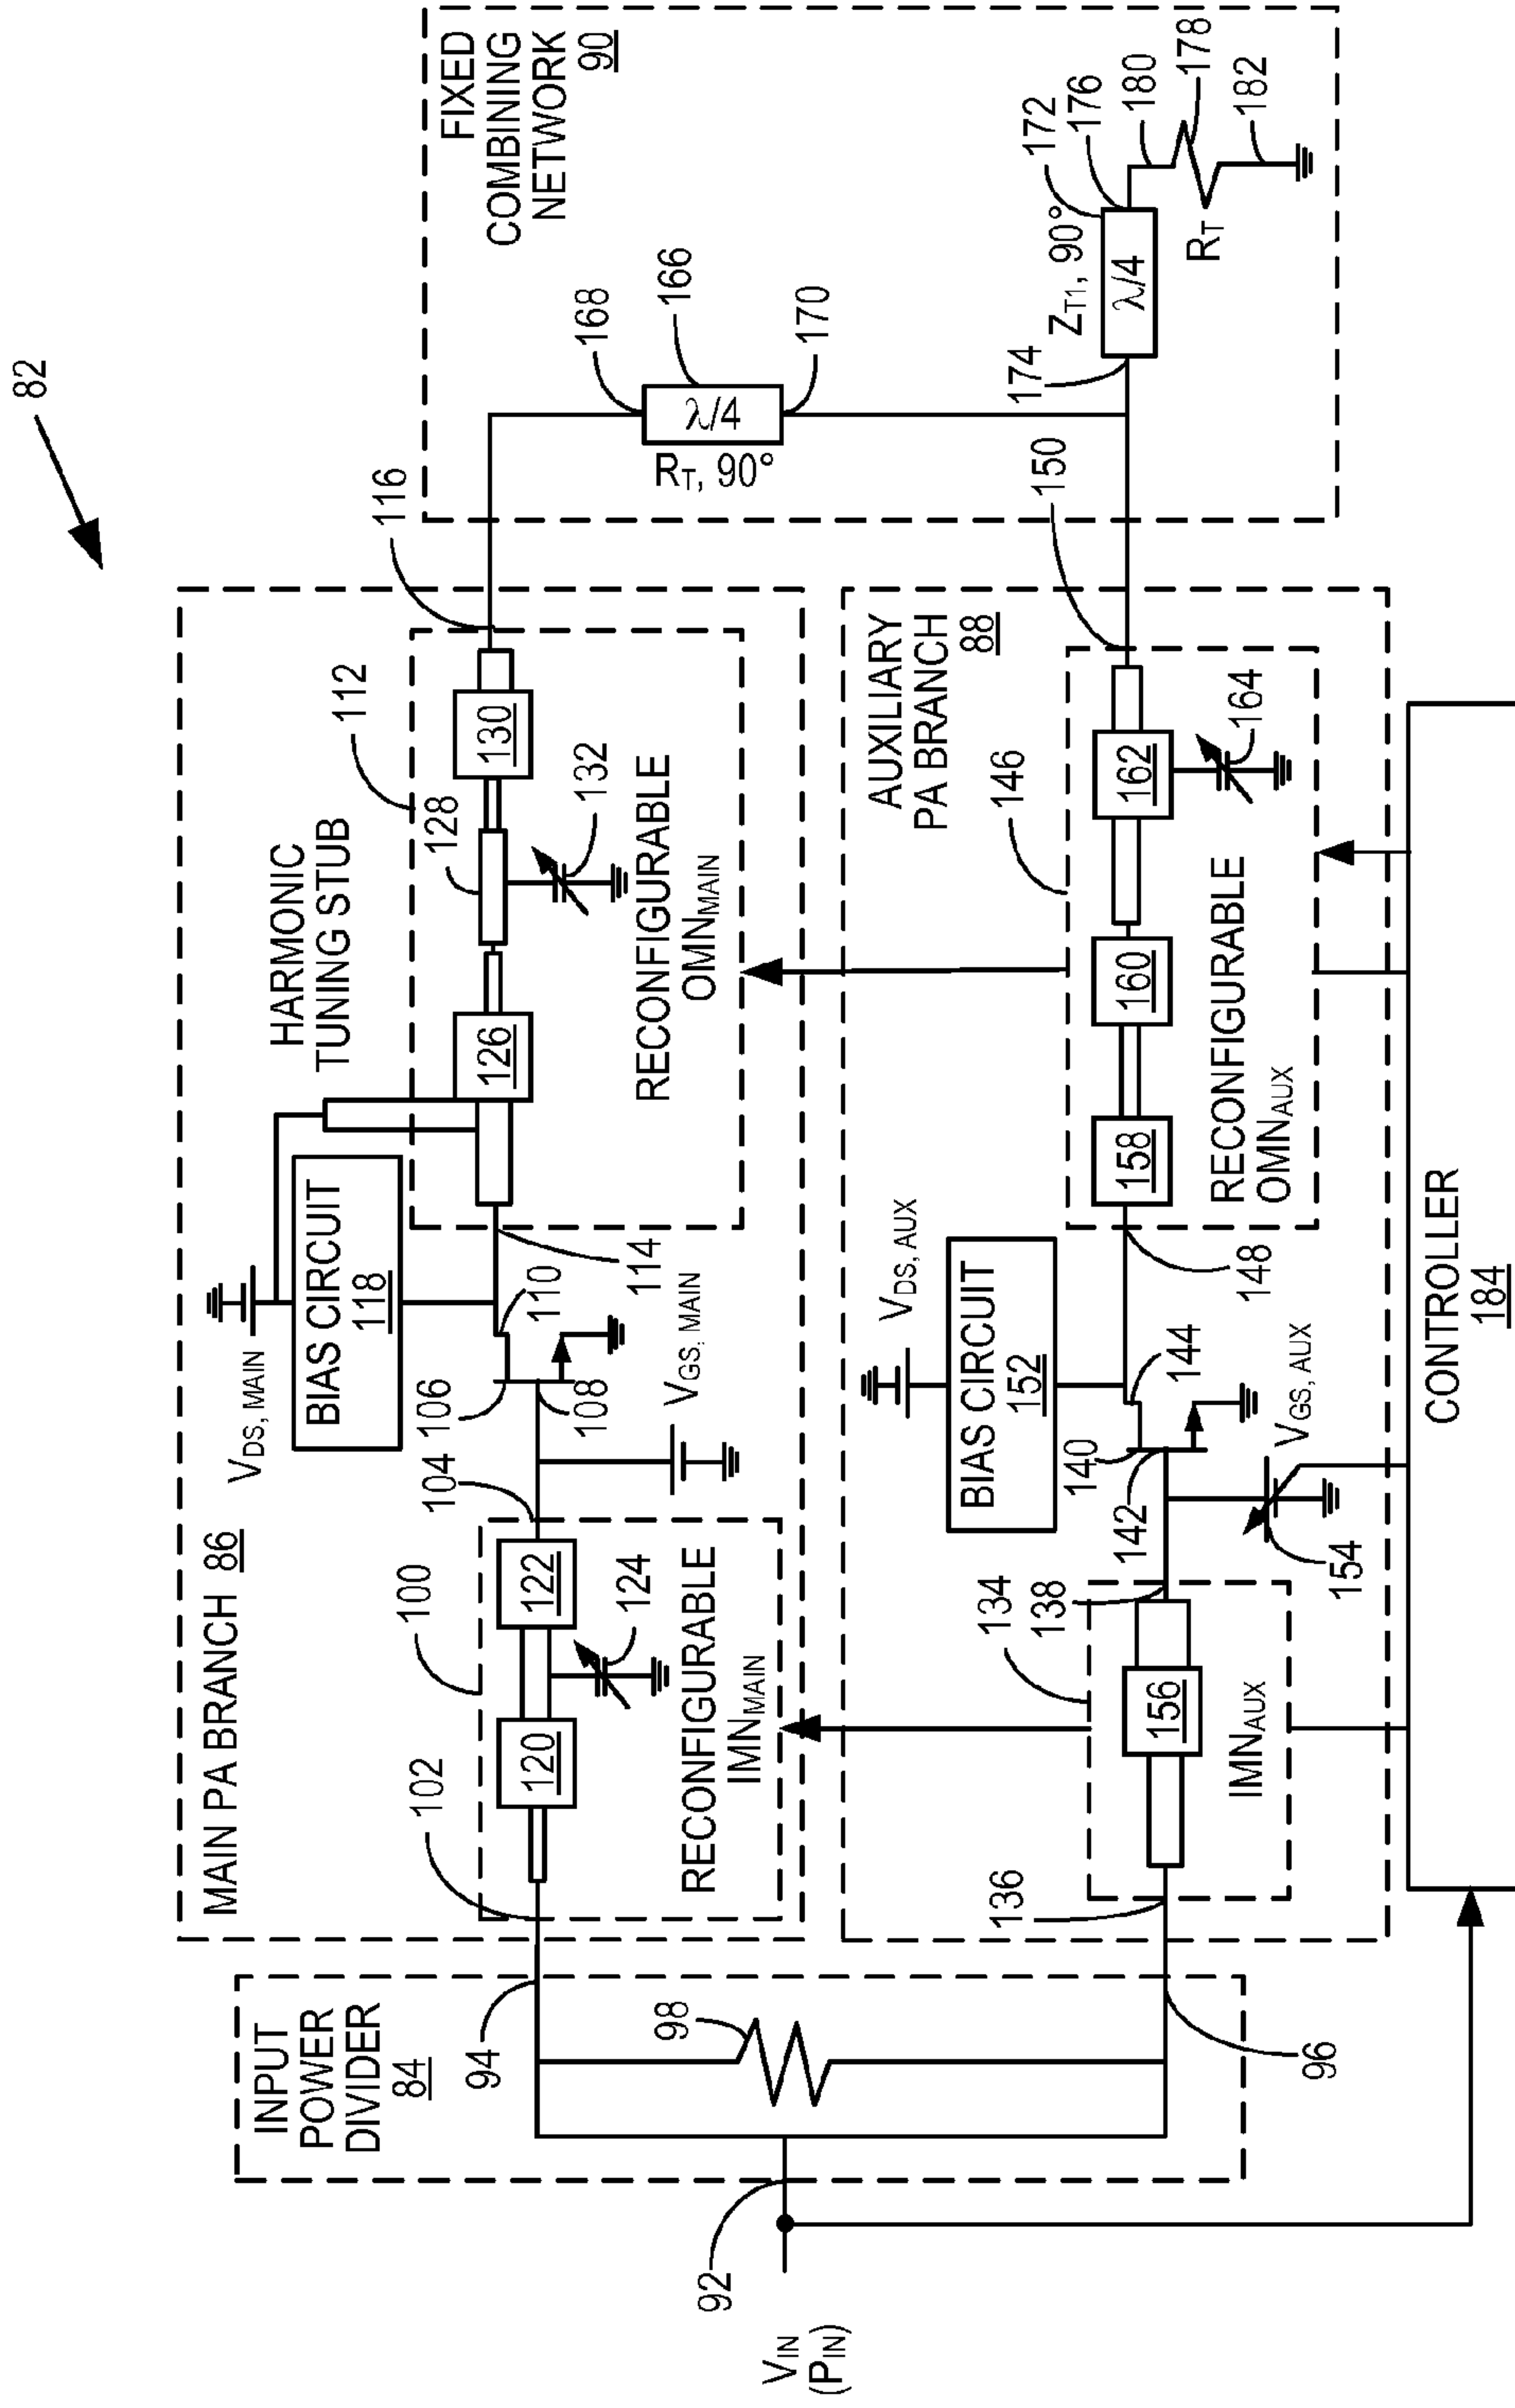 82
INPUT
POWER
DIVIDER
84
92
94
96
98
V_IN
(P_IN)
MAIN PA BRANCH 86
100
102
104
120
122
124
RECONFIGURABLE
IMN_MAIN
V_DS, MAIN
BIAS CIRCUIT
118
106
108
110
114
V_GS, MAIN
HARMONIC
TUNING STUB
112
116
126
128
130
132
RECONFIGURABLE
OMN_MAIN
AUXILIARY
PA BRANCH 88
134
136
138
156
IMN_AUX
V_DS, AUX
BIAS CIRCUIT
152
140
142
144
148
154
V_GS, AUX
146
150
158
160
162
164
RECONFIGURABLE
OMN_AUX
FIXED
COMBINING
NETWORK
90
168
166
λ/4
170
R_T, 90°
174
Z_T1, 90°
λ/4
172
176
180
178
R_T
182
CONTROLLER
184